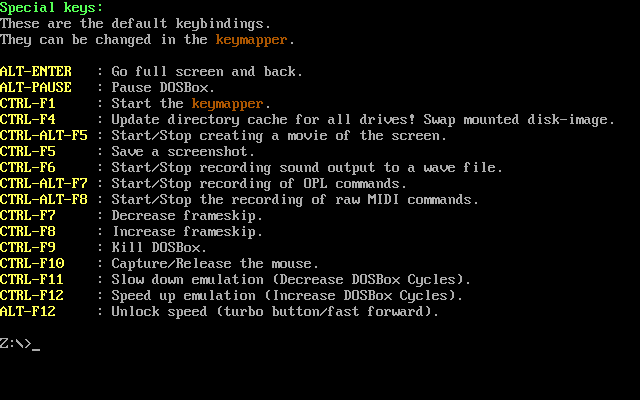 Special keys:
These are the default keybindings.
They can be changed in the keymapper.
ALT-ENTER   : Go full screen and back.
ALT-PAUSE   : Pause DOSBox.
CTRL-F1     : Start the keymapper.
CTRL-F4     : Update directory cache for all drives! Swap mounted disk-image.
CTRL-ALT-F5 : Start/Stop creating a movie of the screen.
CTRL-F5     : Save a screenshot.
CTRL-F6     : Start/Stop recording sound output to a wave file.
CTRL-ALT-F7 : Start/Stop recording of OPL commands.
CTRL-ALT-F8 : Start/Stop the recording of raw MIDI commands.
CTRL-F7     : Decrease frameskip.
CTRL-F8     : Increase frameskip.
CTRL-F9     : Kill DOSBox.
CTRL-F10    : Capture/Release the mouse.
CTRL-F11    : Slow down emulation (Decrease DOSBox Cycles).
CTRL-F12    : Speed up emulation (Increase DOSBox Cycles).
ALT-F12     : Unlock speed (turbo button/fast forward).
Z:\>_